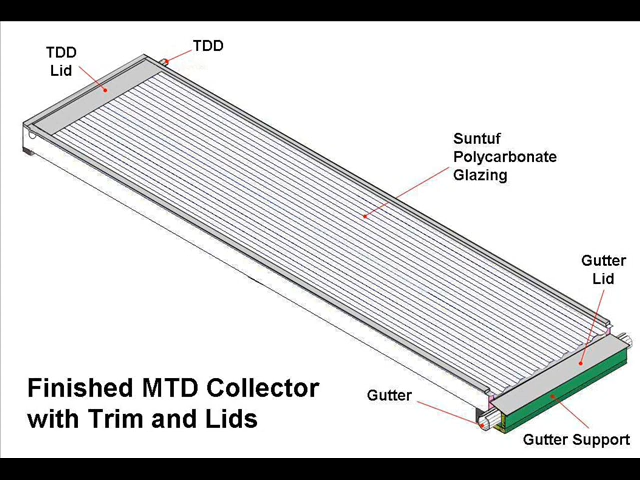 TDD
Lid
TDD
Suntuf
Polycarbonate
Glazing
Gutter
Lid
Finished MTD Collector
with Trim and Lids
Gutter
Gutter Support